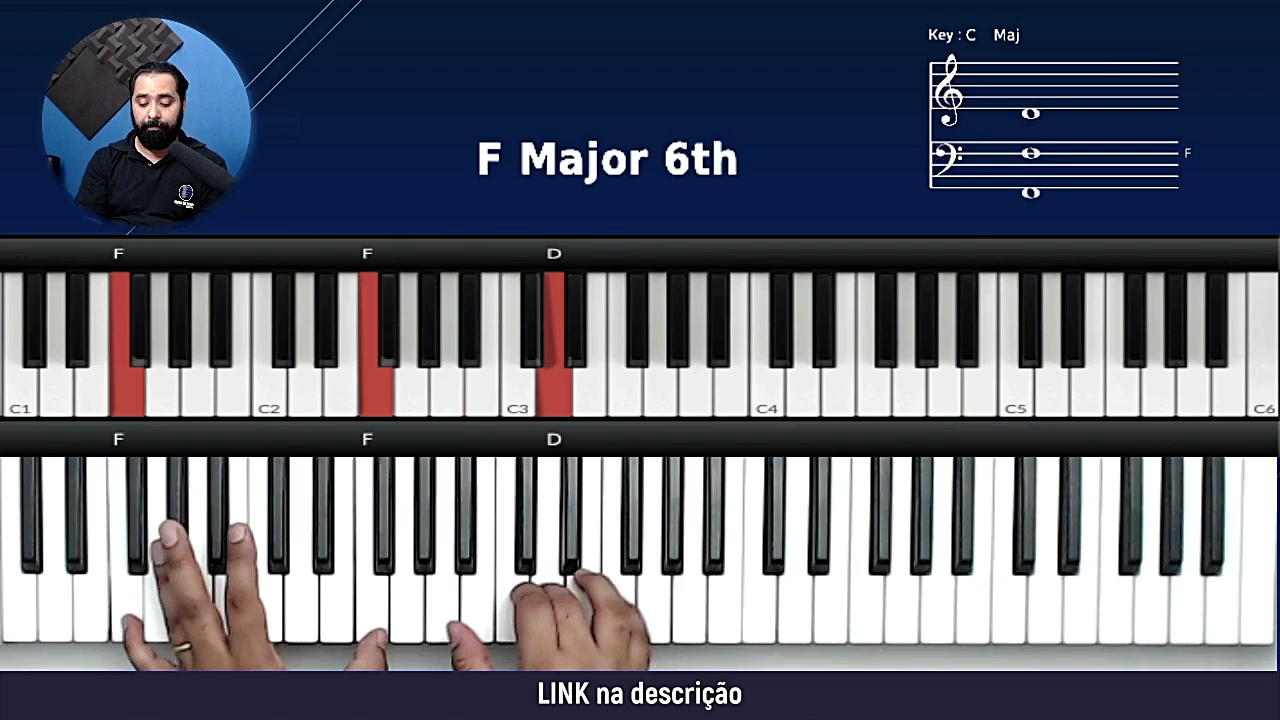 Key : C Maj
F Major 6th
F
F F D
C1 C2 C3 C4 C5 C6
F F D
LINK na descrição